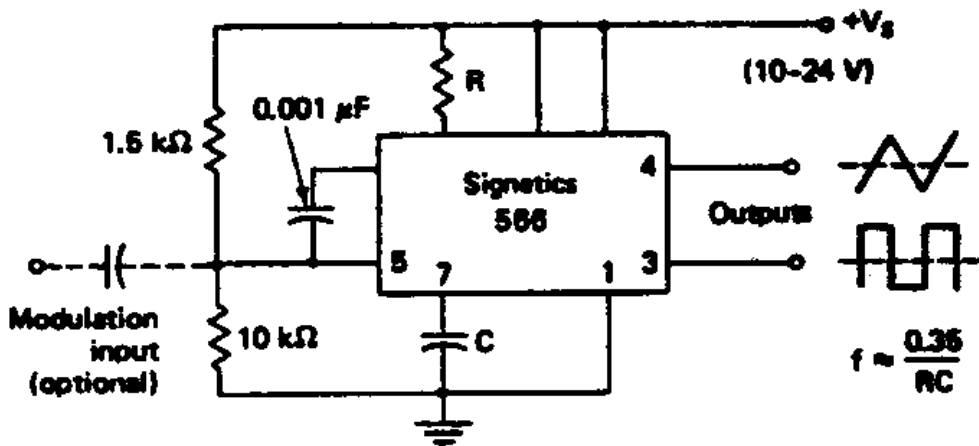 +Vs
(10-24 V)
R
0.001 µF
1.5 kΩ
Signetics
566
4
Outputs
5
7
1
3
Modulation
input
(optional)
10 kΩ
C
f ≈ 0.35
RC